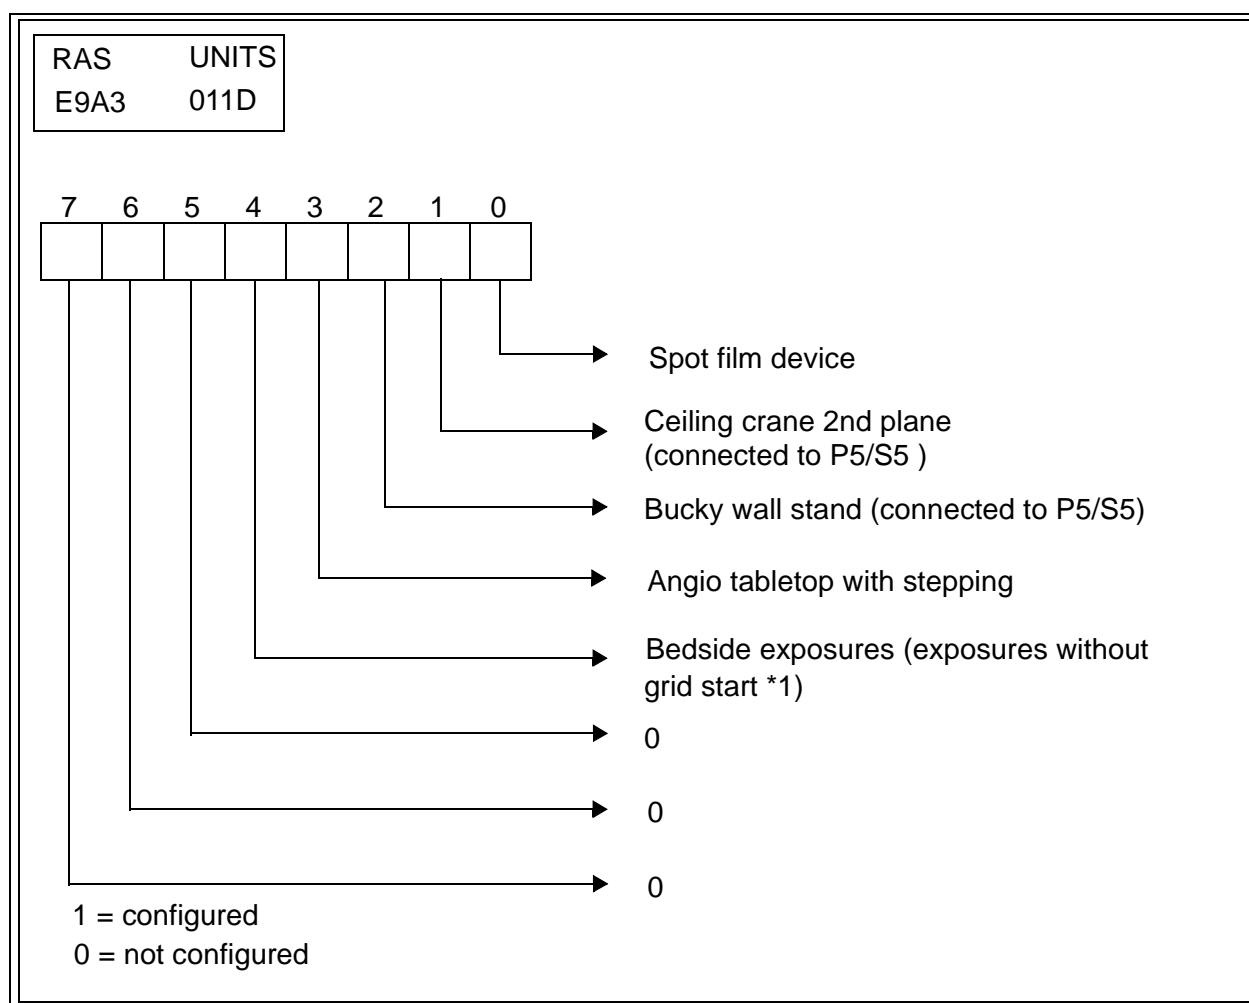 RAS UNITS
E9A3 011D
7 6 5 4 3 2 1 0
Spot film device
Ceiling crane 2nd plane
(connected to P5/S5 )
Bucky wall stand (connected to P5/S5)
Angio tabletop with stepping
Bedside exposures (exposures without
grid start *1)
0
0
0
1 = configured
0 = not configured